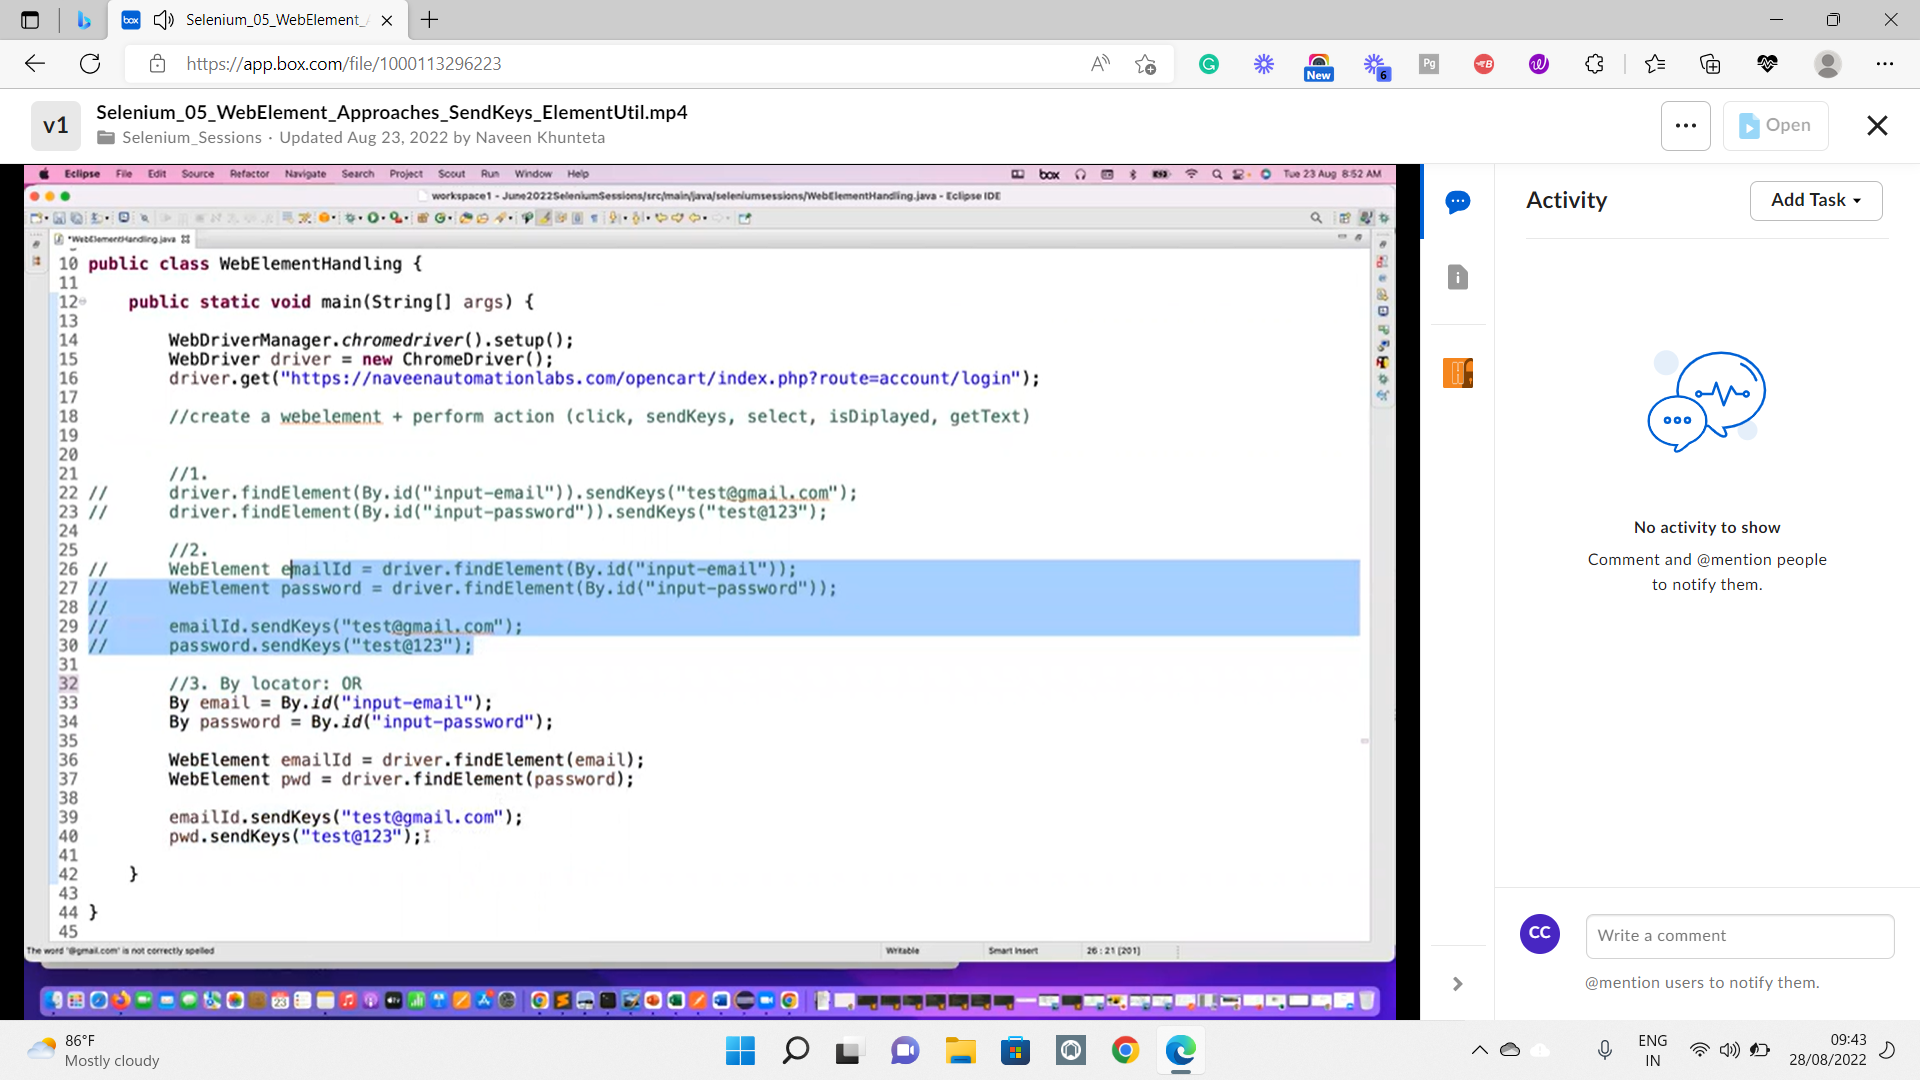 Selenium_05_WebElement_A
https://app.box.com/file/1000113296223
New
6
Pg
v1
Selenium_05_WebElement_Approaches_SendKeys_ElementUtil.mp4
Selenium_Sessions · Updated Aug 23, 2022 by Naveen Khunteta
Open
Eclipse File Edit Source Refactor Navigate Search Project Scout Run Window Help box Tue 23 Aug 8:52 AM
workspace1 - June2022SeleniumSessions/src/main/java/seleniumsessions/WebElementHandling.java - Eclipse IDE
*WebElementHandling.java
10 public class WebElementHandling {
11
12 public static void main(String[] args) {
13
14 WebDriverManager.chromedriver().setup();
15 WebDriver driver = new ChromeDriver();
16 driver.get("https://naveenautomationlabs.com/opencart/index.php?route=account/login");
17
18 //create a webelement + perform action (click, sendKeys, select, isDiplayed, getText)
19
20
21 //1.
22 // driver.findElement(By.id("input-email")).sendKeys("test@gmail.com");
23 // driver.findElement(By.id("input-password")).sendKeys("test@123");
24
25 //2.
26 // WebElement emailId = driver.findElement(By.id("input-email"));
27 // WebElement password = driver.findElement(By.id("input-password"));
28 //
29 // emailId.sendKeys("test@gmail.com");
30 // password.sendKeys("test@123");
31
32 //3. By locator: OR
33 By email = By.id("input-email");
34 By password = By.id("input-password");
35
36 WebElement emailId = driver.findElement(email);
37 WebElement pwd = driver.findElement(password);
38
39 emailId.sendKeys("test@gmail.com");
40 pwd.sendKeys("test@123");
41
42 }
43
44 }
45
The word '@gmail.com' is not correctly spelled Writable Smart Insert 26 : 21 [201]
Activity
Add Task
No activity to show
Comment and @mention people
to notify them.
CC
Write a comment
@mention users to notify them.
86°F
Mostly cloudy
ENG
IN
09:43
28/08/2022